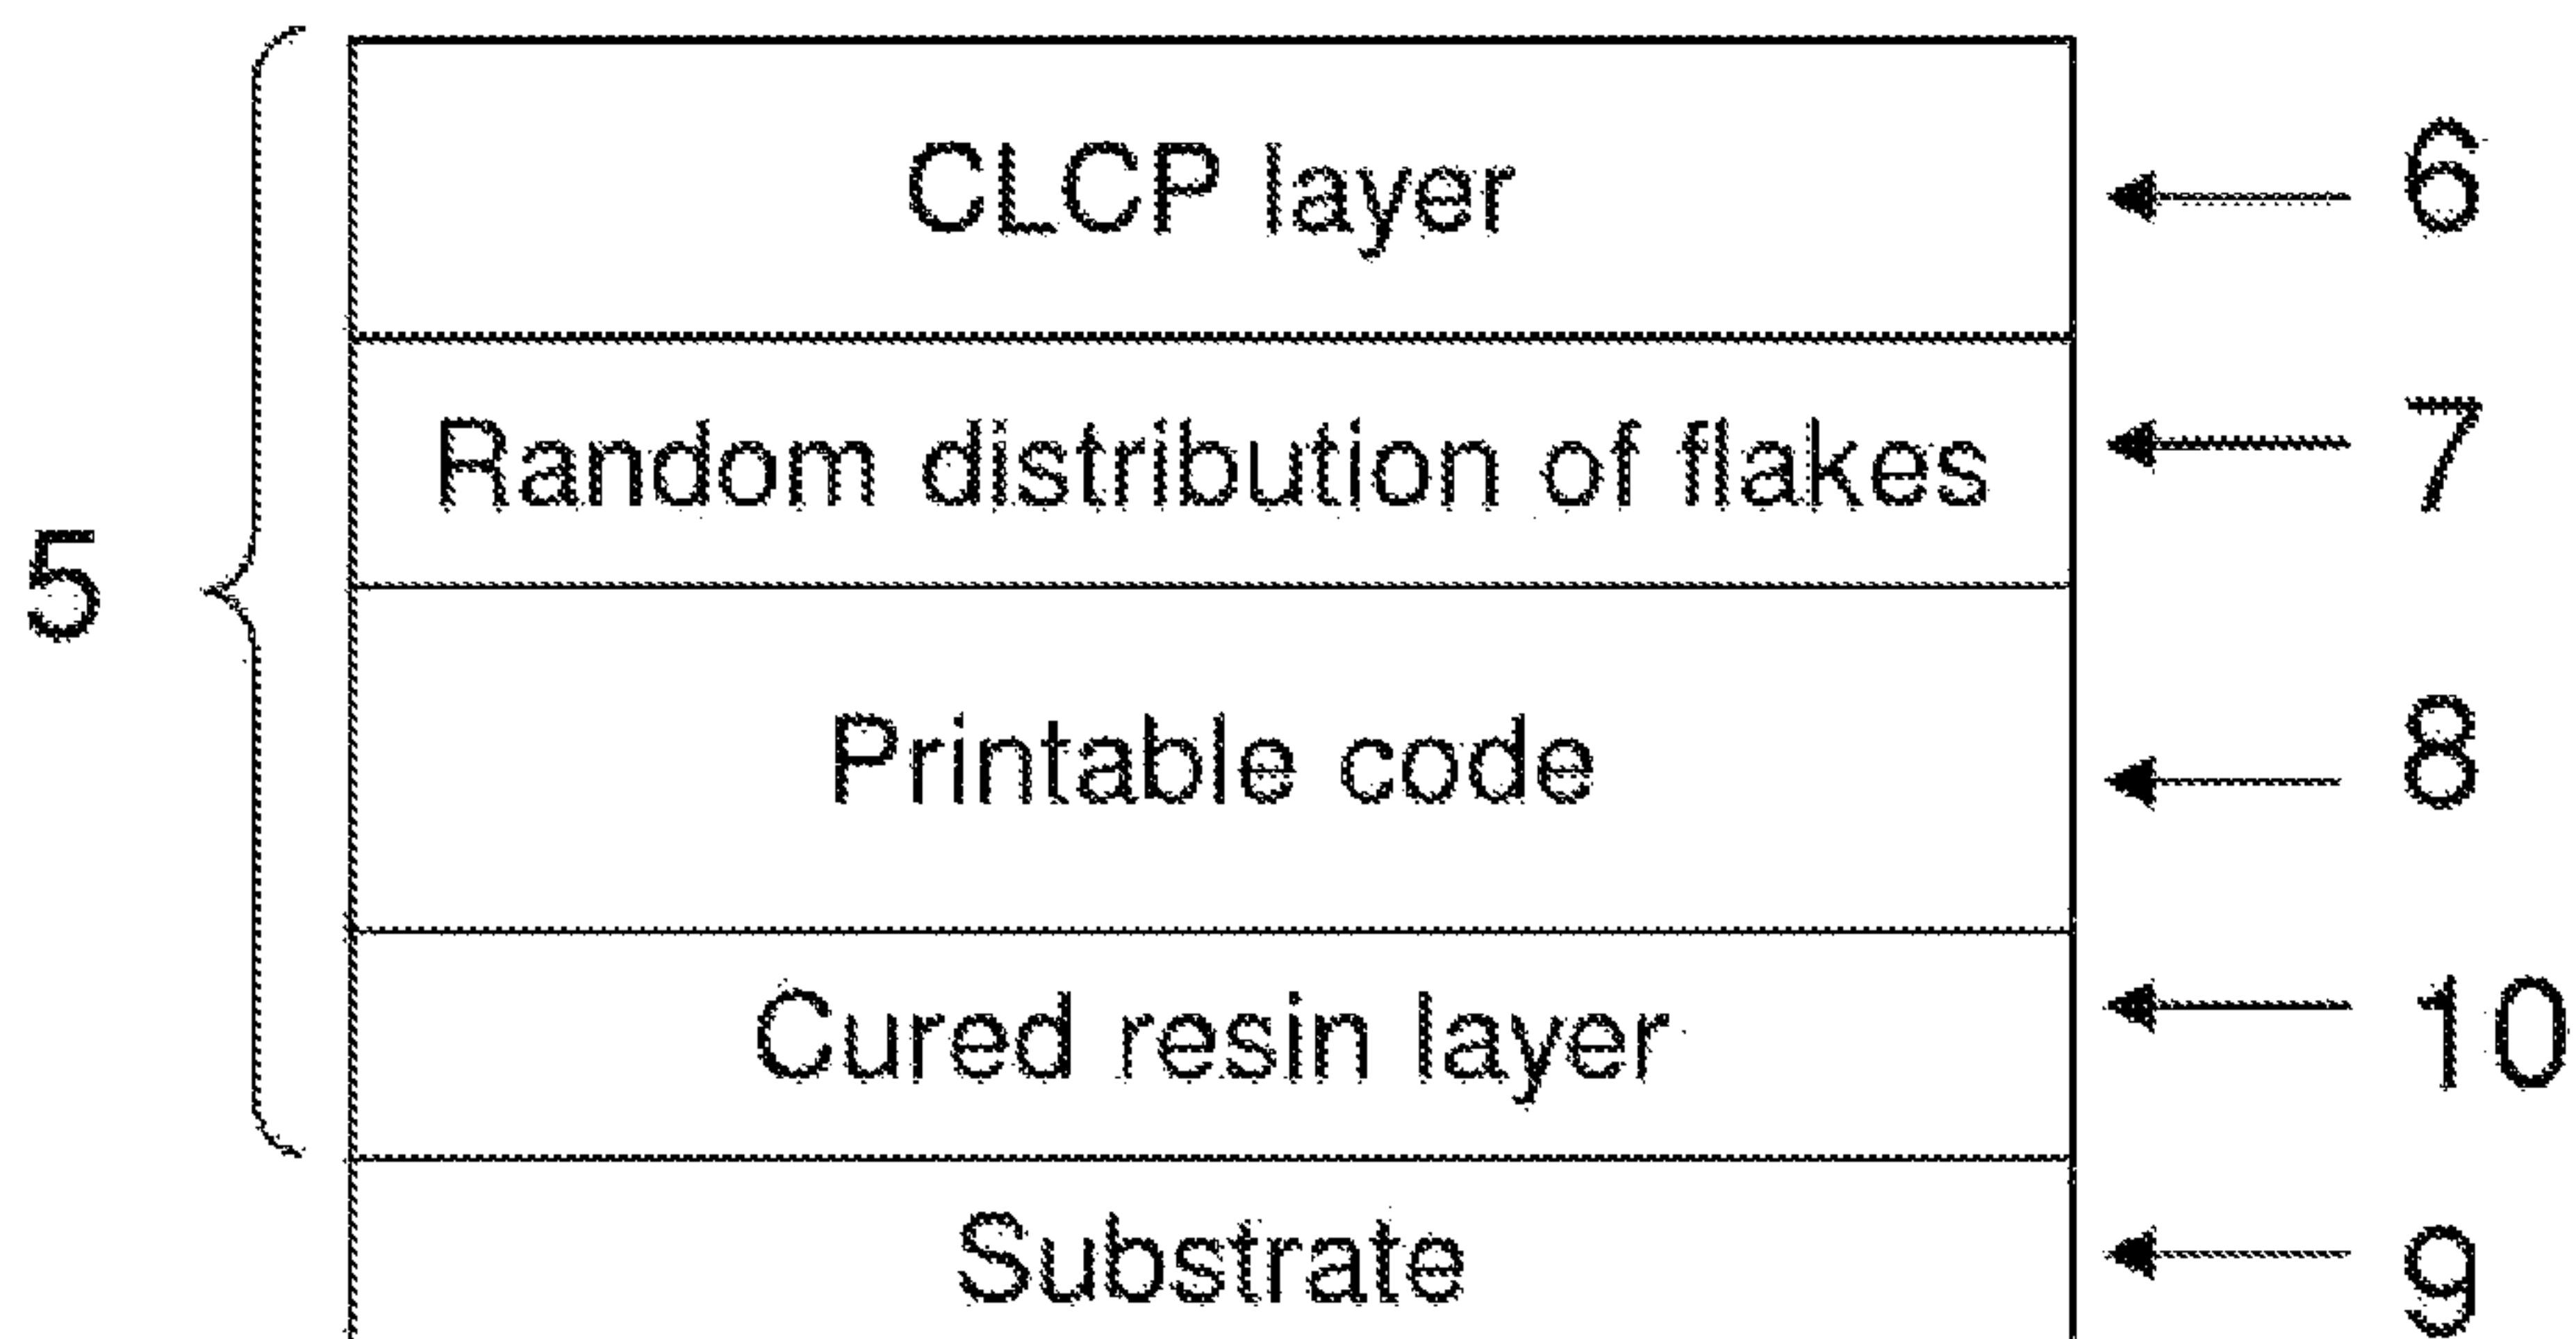 CLCP layer 6
Random distribution of flakes 7
5
Printable code 8
Cured resin layer 10
Substrate 9